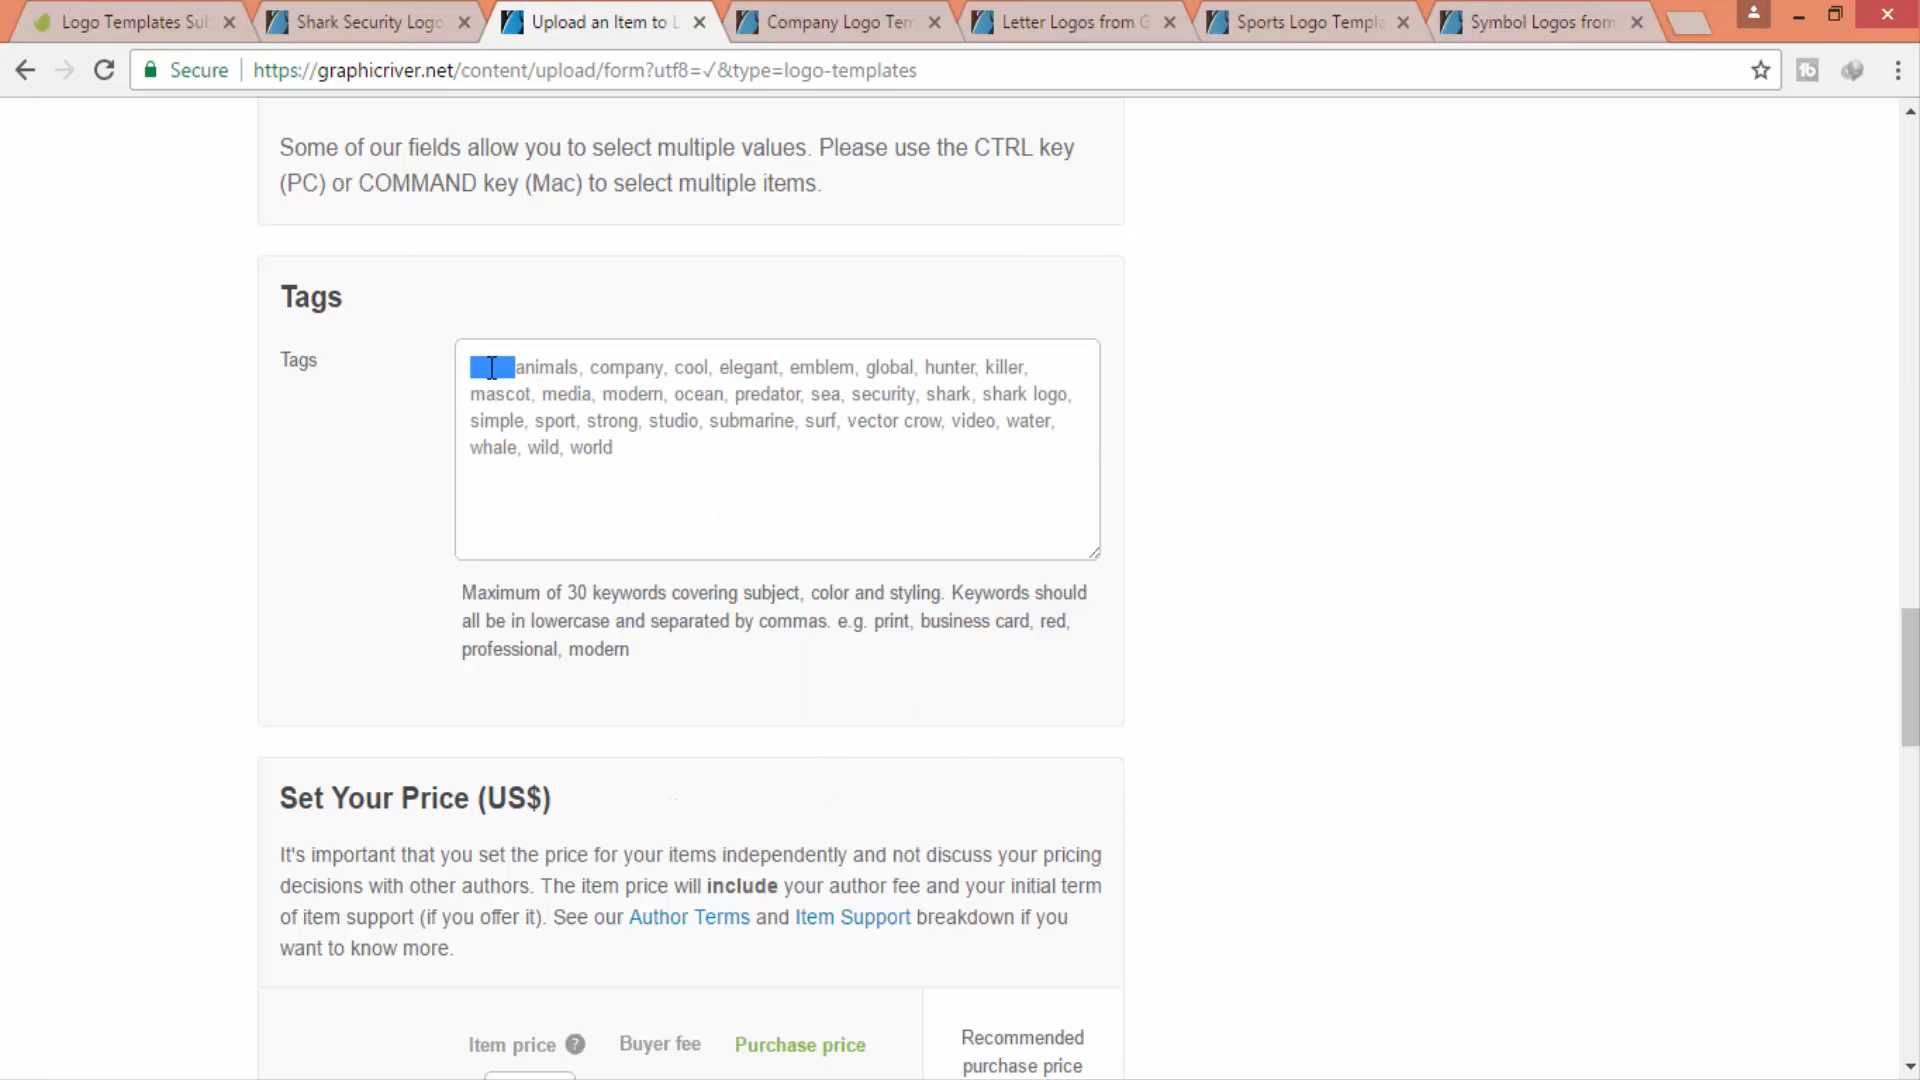 Logo Templates Sub
Shark Security Logo
Upload an Item to L
Company Logo Tem
Letter Logos from G
Sports Logo Templa
Symbol Logos from
Secure
https://graphicriver.net/content/upload/form?utf8=✓&type=logo-templates
Some of our fields allow you to select multiple values. Please use the CTRL key
(PC) or COMMAND key (Mac) to select multiple items.
Tags
Tags
animals, company, cool, elegant, emblem, global, hunter, killer,
mascot, media, modern, ocean, predator, sea, security, shark, shark logo,
simple, sport, strong, studio, submarine, surf, vector crow, video, water,
whale, wild, world
Maximum of 30 keywords covering subject, color and styling. Keywords should
all be in lowercase and separated by commas. e.g. print, business card, red,
professional, modern
Set Your Price (US$)
It's important that you set the price for your items independently and not discuss your pricing
decisions with other authors. The item price will include your author fee and your initial term
of item support (if you offer it). See our Author Terms and Item Support breakdown if you
want to know more.
Item price ?
Buyer fee
Purchase price
Recommended
purchase price